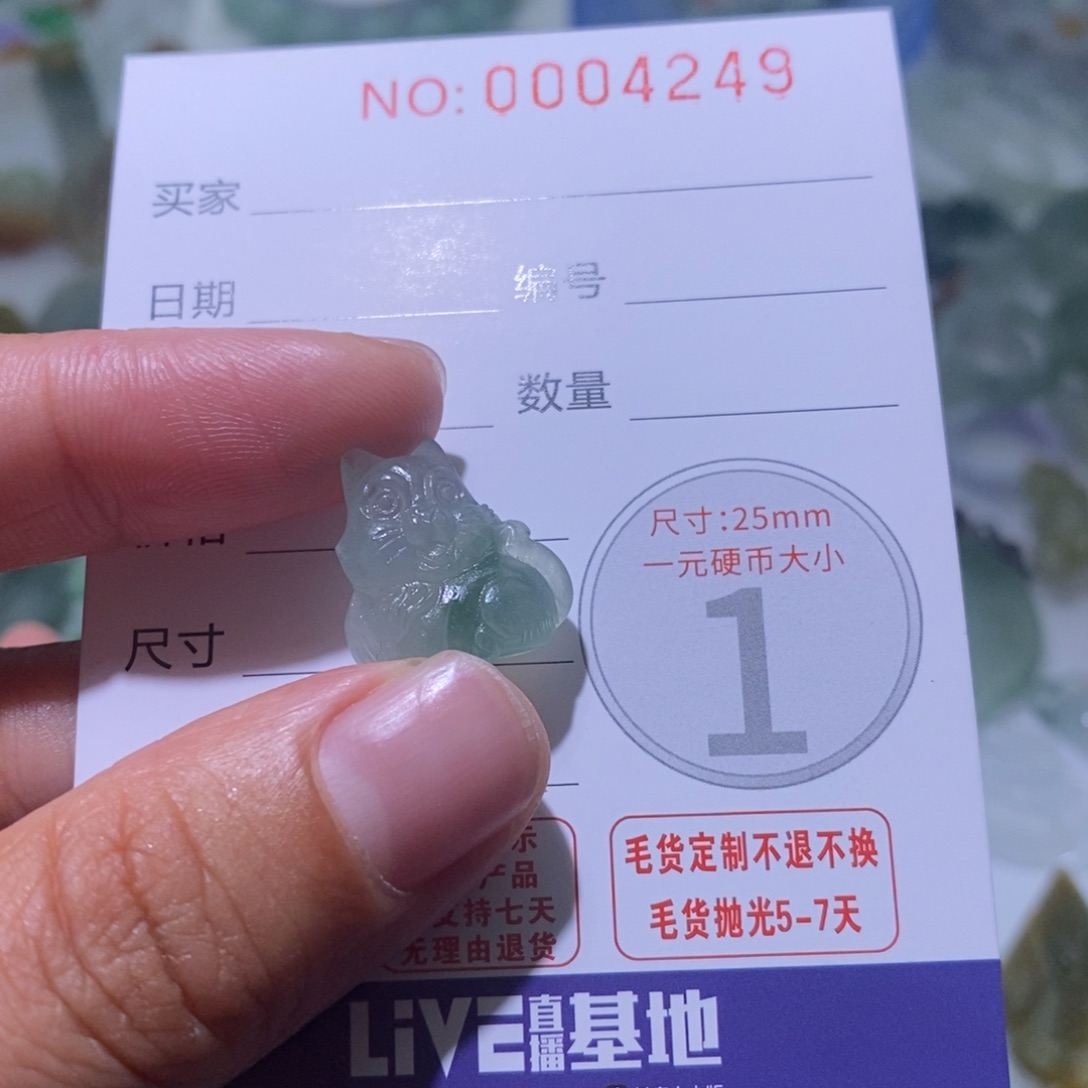 NO: 0004249
买家
日期 编号
数量
尺寸:25mm
一元硬币大小
1
尺寸
产品
支持七天
无理由退货
毛货定制不退不换
毛货抛光5-7天
LiVE直播基地